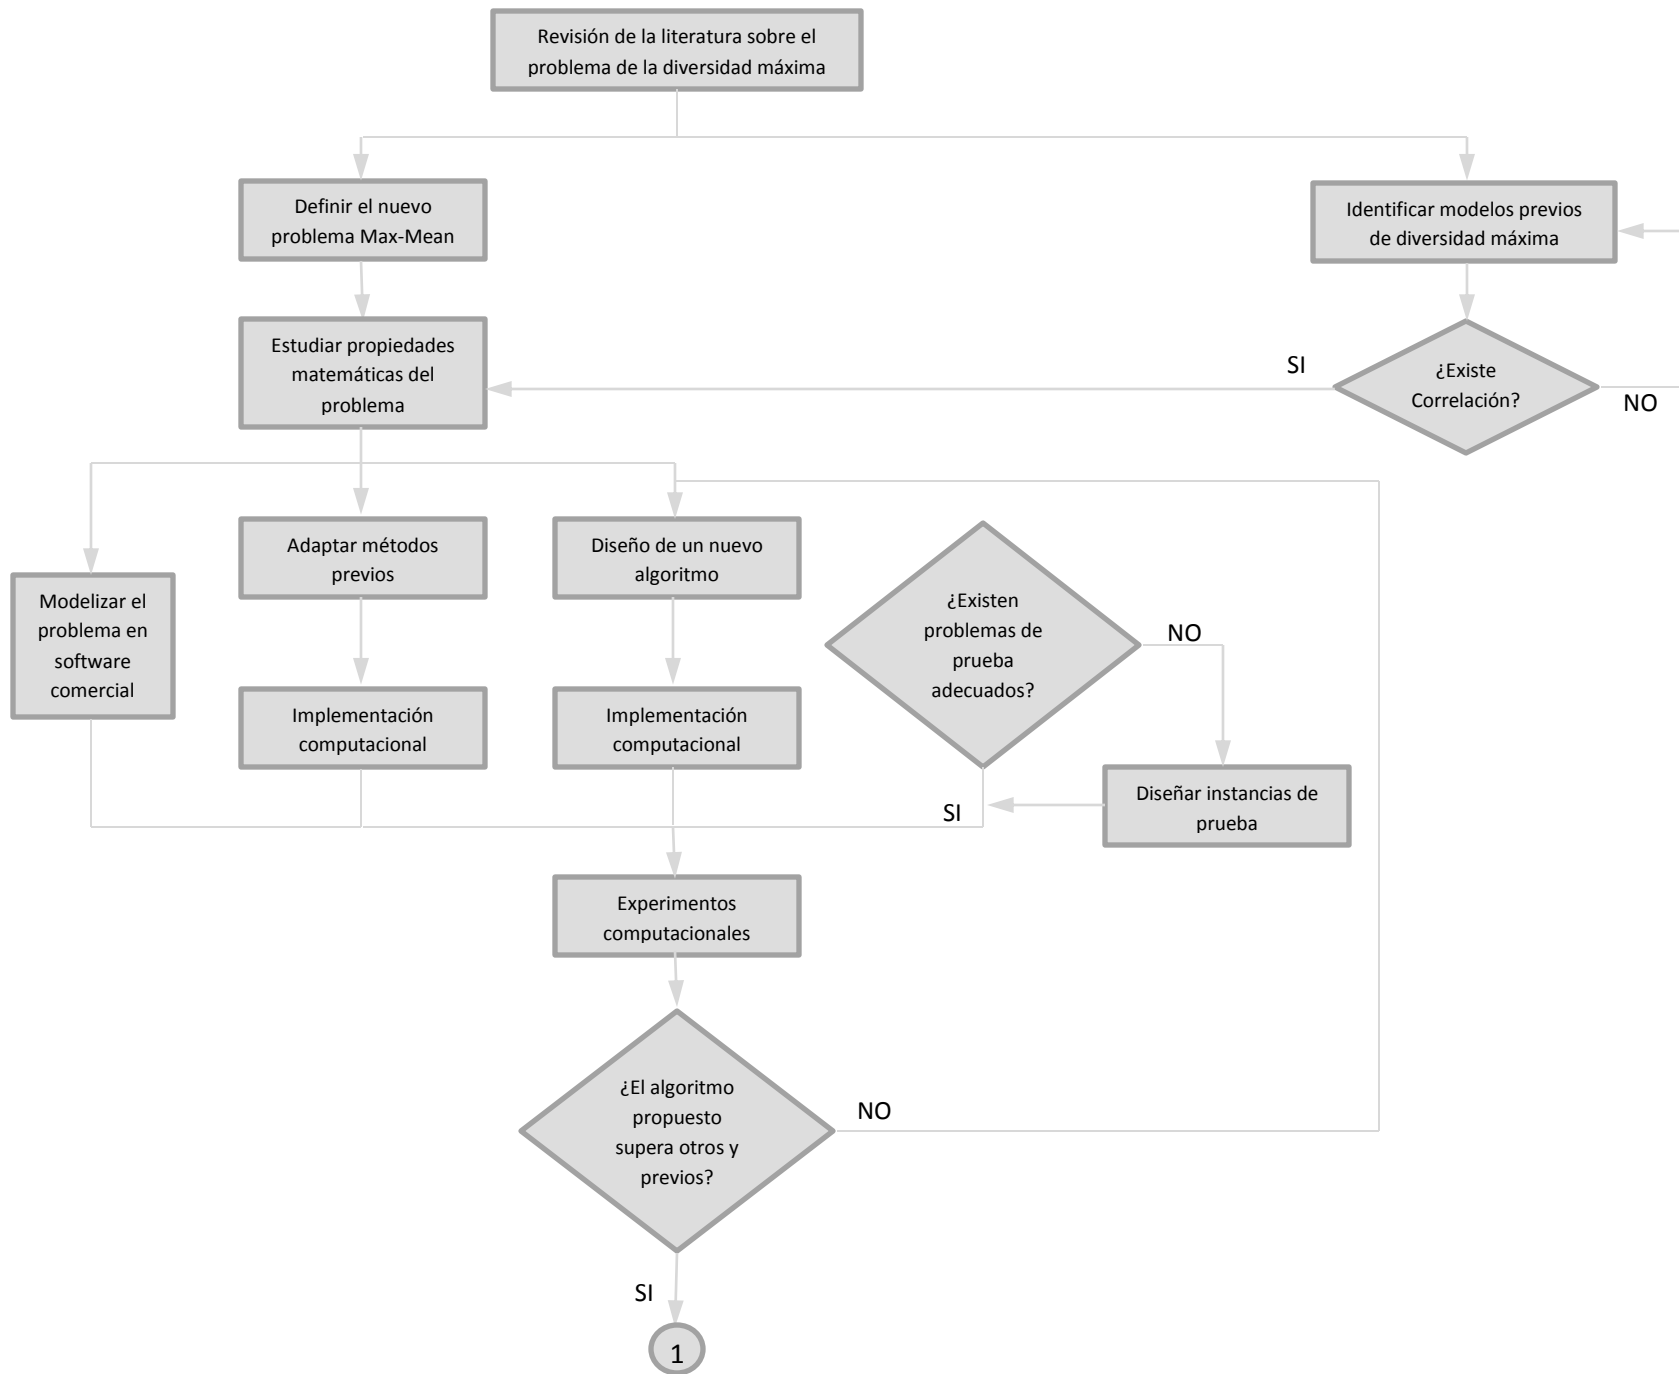 Revisión de la literatura sobre el
problema de la diversidad máxima
Definir el nuevo
problema Max-Mean
Identificar modelos previos
de diversidad máxima
Estudiar propiedades
matemáticas del
problema
SI
¿Existe
Correlación?
NO
Modelizar el
problema en
software
comercial
Adaptar métodos
previos
Diseño de un nuevo
algoritmo
¿Existen
problemas de
prueba
adecuados?
NO
Implementación
computacional
Implementación
computacional
SI
Diseñar instancias de
prueba
Experimentos
computacionales
¿El algoritmo
propuesto
supera otros y
previos?
NO
SI
1